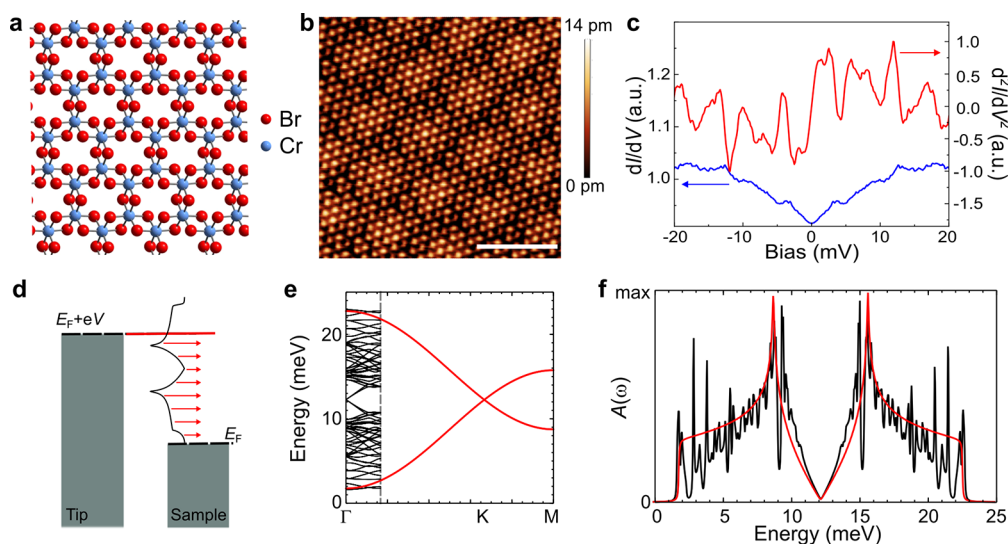 a
Br
Cr
b
14 pm
0 pm
c
dI/dV (a.u.)
1.2
1.1
1.0
-20
-10
0
10
20
Bias (mV)
1.0
0.5
0.0
-0.5
-1.0
-1.5
d²I/dV² (a.u.)
d
E_F+eV
E_F
Tip
Sample
e
Energy (meV)
20
10
0
Γ
K
M
f
A(ω)
max
0
0
5
10
15
20
25
Energy (meV)